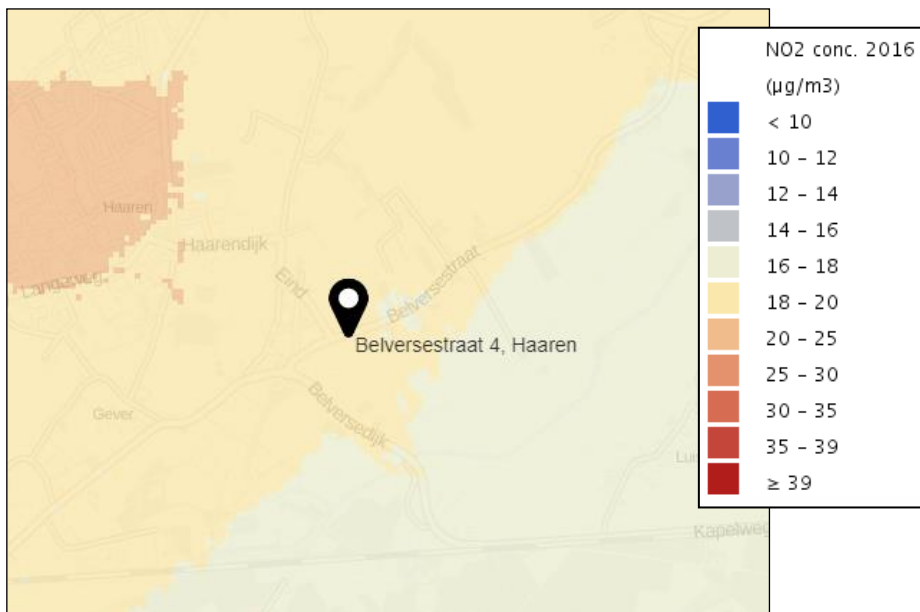 NO2 conc. 2016
(µg/m3)
< 10
10 – 12
12 – 14
14 – 16
16 – 18
18 – 20
20 – 25
25 – 30
30 – 35
35 – 39
≥ 39
Haaren
Haarendijk
Langeweg
Eind
Belversestraat
Belversestraat 4, Haaren
Gever
Belversedijk
Kapelweg